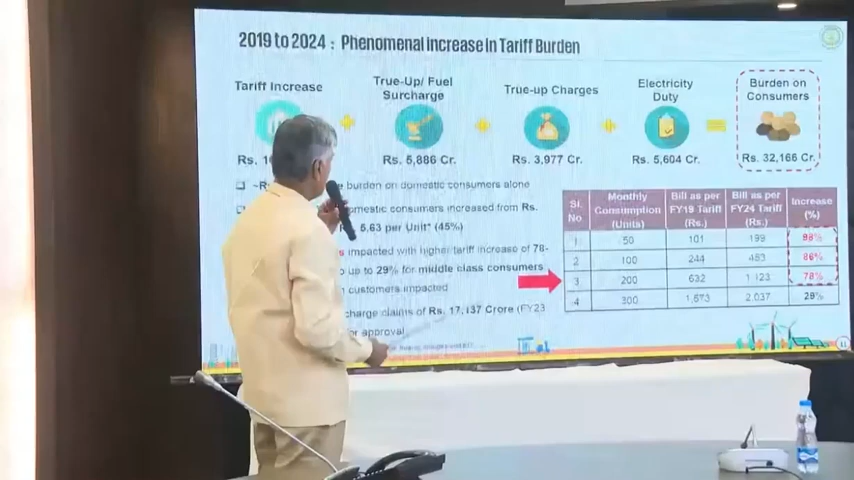 2019 to 2024 : Phenomenal Increase in Tariff Burden
Tariff Increase
True-Up/ Fuel
Surcharge
True-up Charges
Electricity
Duty
Burden on
Consumers
Rs.
Rs. 5,886 Cr.
Rs. 3,977 Cr.
Rs. 5,604 Cr.
Rs. 32,166 Cr.
burden on domestic consumers alone
domestic consumers increased from Rs.
5.63 per Unit* (45%)
impacted with higher tariff increase of 78-
up to 29% for middle class consumers
customers impacted
charge claims of Rs. 17,137 Crore (FY23
for approval
Sl. No.
Monthly Consumption (Units)
Bill as per FY19 Tariff (Rs.)
Bill as per FY24 Tariff (Rs.)
Increase (%)
1 50 101 199 98%
2 100 244 453 86%
3 200 632 1,123 78%
4 300 1,573 2,037 29%